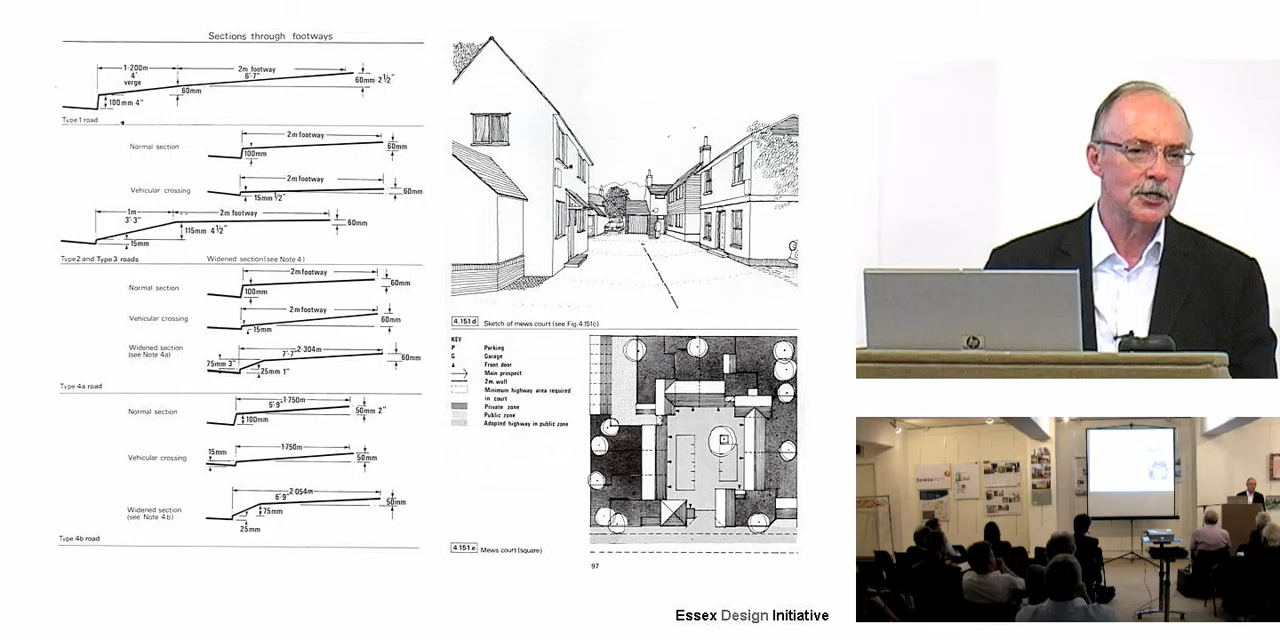 Sections through footways
1·200m
4'
verge
2m footway
6'-7"
60mm 2½"
60mm
100mm 4"
Type 1 road
Normal section
2m footway
100mm
60mm
Vehicular crossing
2m footway
15mm ½"
60mm
1m
3'-3"
2m footway
60mm
115mm 4½"
15mm
Type 2 and Type 3 roads
Widened section (see Note 4)
Normal section
2m footway
100mm
60mm
Vehicular crossing
2m footway
15mm
60mm
Widened section
(see Note 4a)
2·304m
7'-7"
75mm 3"
25mm 1"
60mm
Type 4a road
Normal section
1·750m
5'-9"
50mm 2"
100mm
Vehicular crossing
15mm
1·750m
50mm
Widened section
(see Note 4b)
2·054m
6'-9"
50mm
75mm
25mm
Type 4b road
4.151d Sketch of mews court (see Fig. 4.151c)
KEY
P Parking
G Garage
Front door
Main prospect
2m. wall
Minimum highway area required
in court
Private zone
Public zone
Adopted highway in public zone
4.151e Mews court (square)
97
Essex Design Initiative
hp